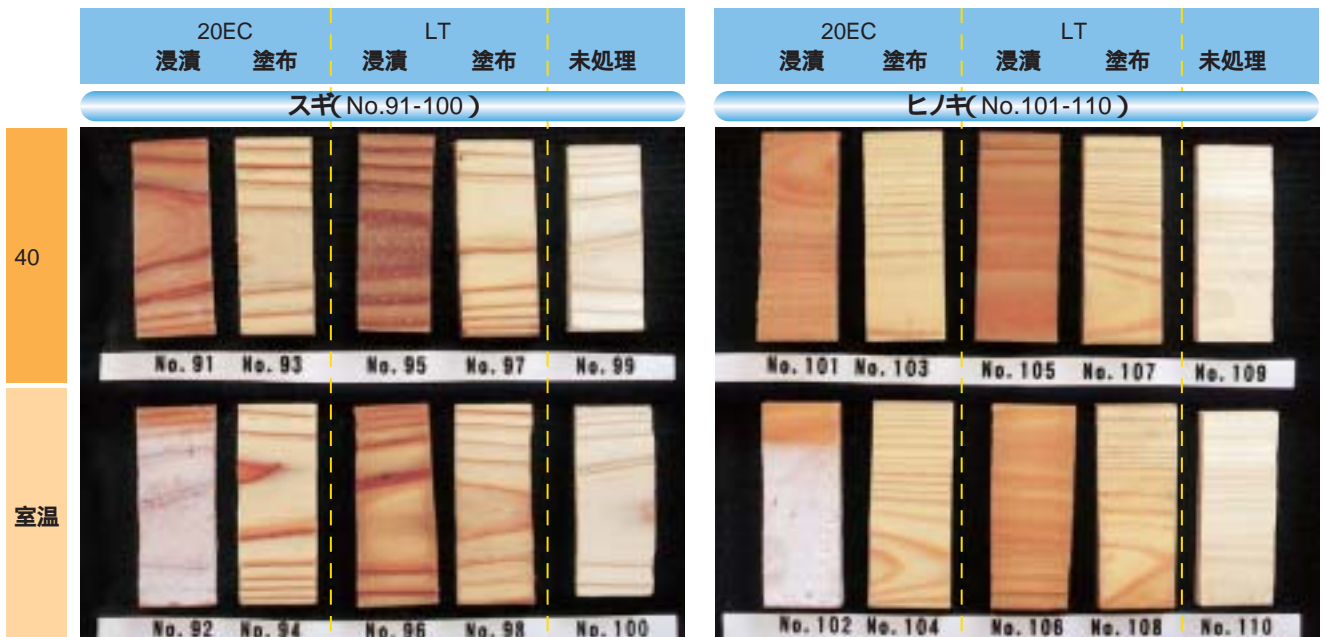 20EC LT
浸漬 塗布 浸漬 塗布 未処理
スギ(No.91-100)
40
No. 91 No. 93 No. 95 No. 97 No. 99
室温
No. 92 No. 94 No. 96 No. 98 No. 100
20EC LT
浸漬 塗布 浸漬 塗布 未処理
ヒノキ(No.101-110)
No. 101 No. 103 No. 105 No. 107 No. 109
No. 102 No. 104 No. 106 No. 108 No. 110